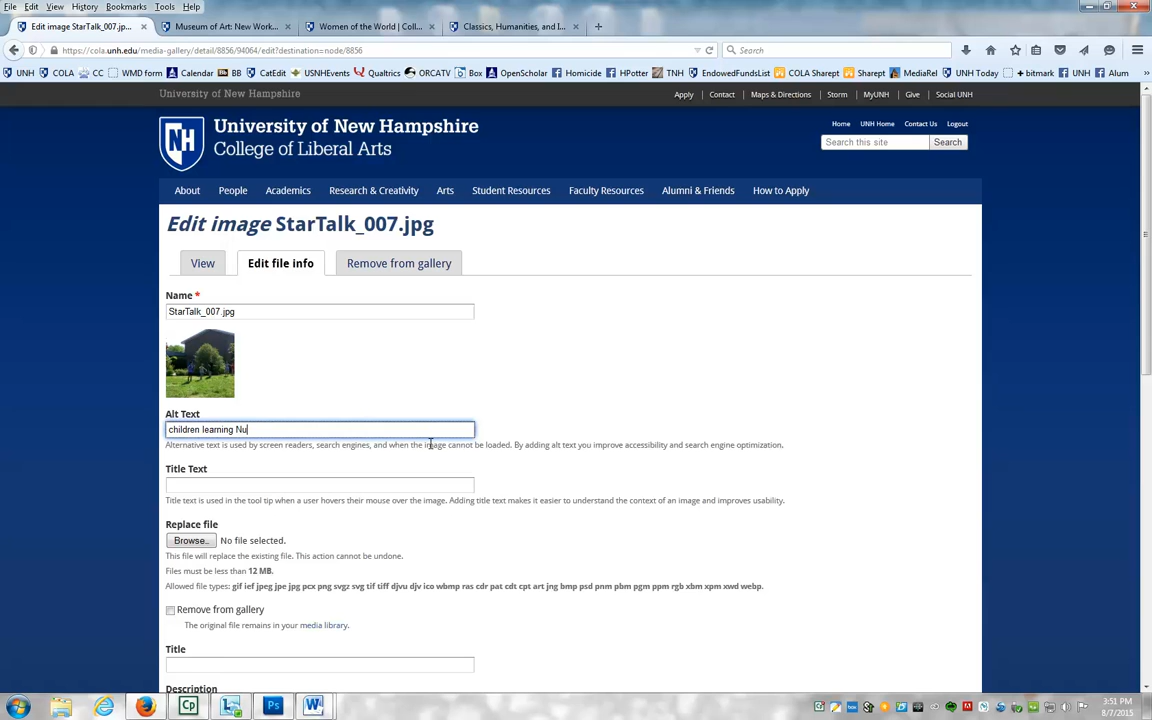 File Edit View History Bookmarks Tools Help
Edit image StarTalk_007.jp... × Museum of Art: New Work... × Women of the World | Coll... × Classics, Humanities, and I... × +
https://cola.unh.edu/media-gallery/detail/8856/94064/edit?destination=node/8856 Search
UNH COLA CC WMD form Calendar BB CatEdit USNHEvents Qualtrics ORCATV Box OpenScholar Homicide HPotter TNH EndowedFundsList COLA Sharept Sharept MediaRel UNH Today + bitmark UNH Alum
University of New Hampshire Apply Contact Maps & Directions Storm MyUNH Give Social UNH
Home UNH Home Contact Us Logout
NH University of New Hampshire
College of Liberal Arts
Search this site Search
About People Academics Research & Creativity Arts Student Resources Faculty Resources Alumni & Friends How to Apply
Edit image StarTalk_007.jpg
View Edit file info Remove from gallery
Name *
StarTalk_007.jpg
Alt Text
children learning Nu
Alternative text is used by screen readers, search engines, and when the image cannot be loaded. By adding alt text you improve accessibility and search engine optimization.
Title Text
Title text is used in the tool tip when a user hovers their mouse over the image. Adding title text makes it easier to understand the context of an image and improves usability.
Replace file
Browse... No file selected.
This file will replace the existing file. This action cannot be undone.
Files must be less than 12 MB.
Allowed file types: gif ief jpeg jpe jpg pcx png svgz svg tif tiff djvu djv ico wbmp ras cdr pat cdt cpt art jng bmp psd pnm pbm pgm ppm rgb xbm xpm xwd webp.
Remove from gallery
The original file remains in your media library.
Title
Description
3:51 PM
8/7/2015